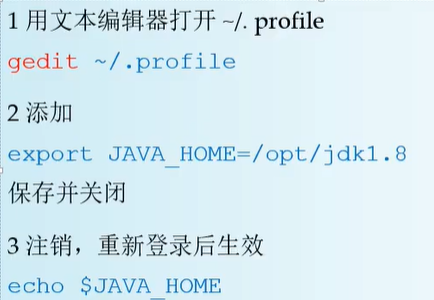 1 用文本编辑器打开 ~/. profile
gedit ~/.profile
2 添加
export JAVA_HOME=/opt/jdk1.8
保存并关闭
3 注销，重新登录后生效
echo $JAVA_HOME